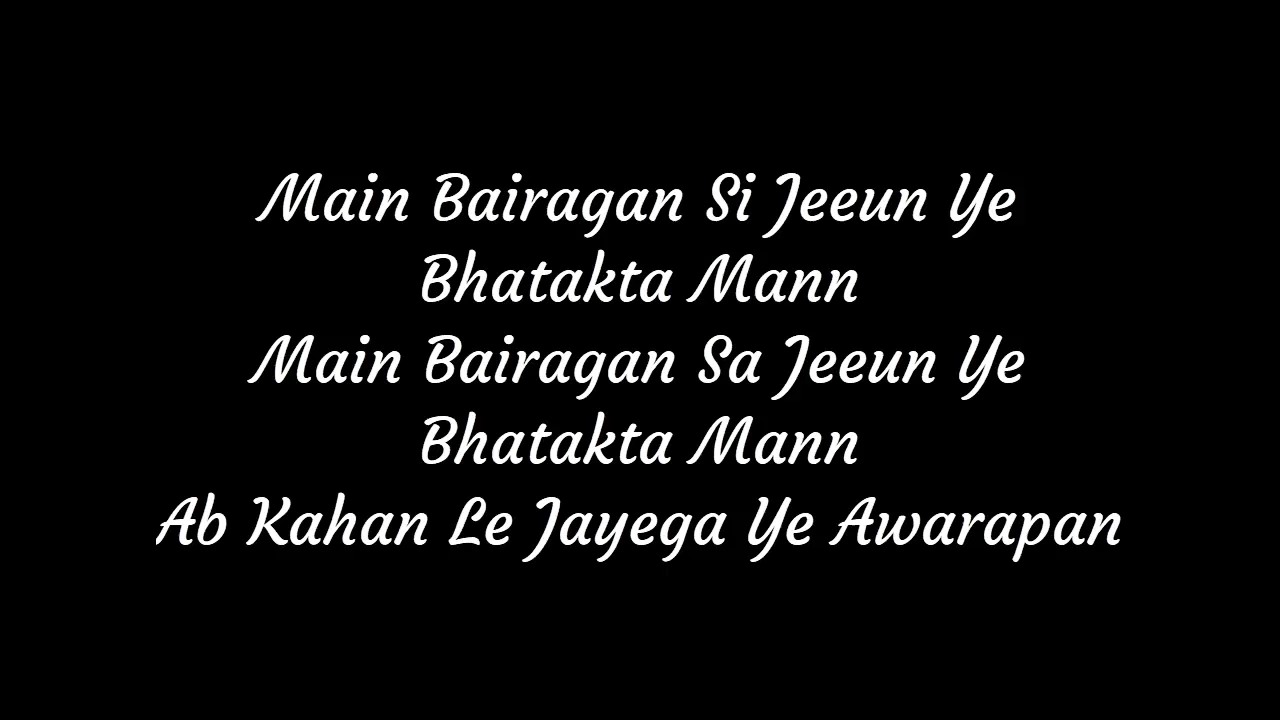 Main Bairagan Si Jeeun Ye
Bhatakta Mann
Main Bairagan Sa Jeeun Ye
Bhatakta Mann
Ab Kahan Le Jayega Ye Awarapan